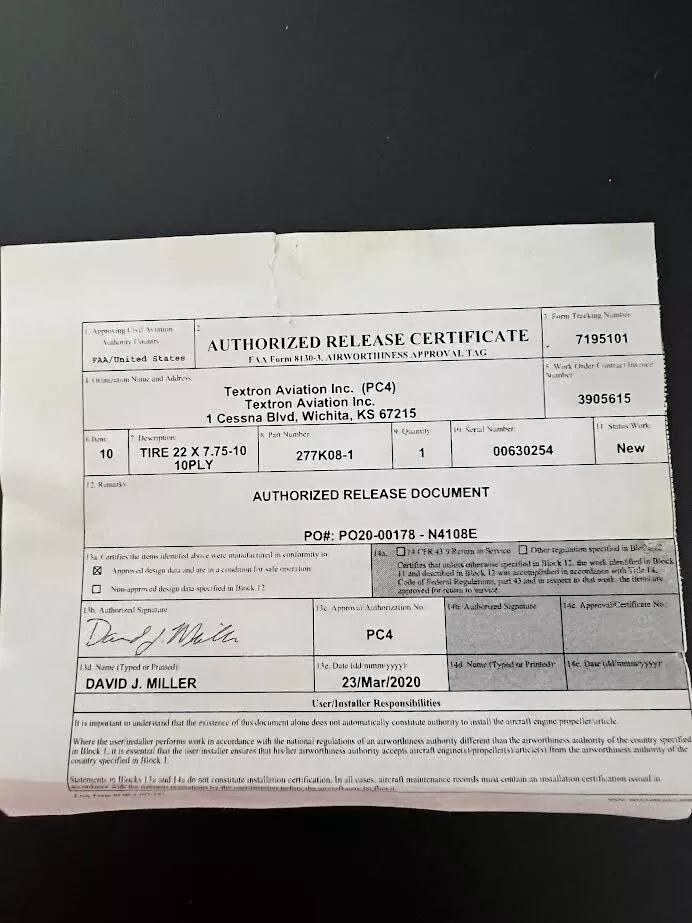 1. Approving Civil Aviation
Authority Country
FAA/United States
2.
AUTHORIZED RELEASE CERTIFICATE
FAA Form 8130-3, AIRWORTHINESS APPROVAL TAG
3. Form Tracking Number
7195101
4. Organization Name and Address
Textron Aviation Inc. (PC4)
Textron Aviation Inc.
1 Cessna Blvd, Wichita, KS 67215
5. Work Order Contract Invoice
Number
3905615
6. Item
10
7. Description
TIRE 22 X 7.75-10
10PLY
8. Part Number
277K08-1
9. Quantity
1
10. Serial Number
00630254
11. Status Work
New
12. Remarks
AUTHORIZED RELEASE DOCUMENT
PO#: PO20-00178 - N4108E
13a. Certifies the items identified above were manufactured in conformity to
Approved design data and are in a condition for safe operation
Non-approved design data specified in Block 12
14a. 14 CFR 43.9 Return to Service Other regulation specified in Block 12
Certifies that unless otherwise specified in Block 12, the work identified in Block
11 and described in Block 12 was accomplished in accordance with Title 14,
Code of Federal Regulations, part 43 and in respect to that work, the items are
approved for return to service
13b. Authorized Signature
David J. Miller
13c. Approval Authorization No.
PC4
14b. Authorized Signature
14c. Approval/Certificate No.
13d. Name (Typed or Printed)
DAVID J. MILLER
13e. Date (dd/mmm/yyyy)
23/Mar/2020
14d. Name (Typed or Printed)
14e. Date (dd/mmm/yyyy)
User/Installer Responsibilities
It is important to understand that the existence of this document alone does not automatically constitute authority to install the aircraft engine propeller/article.
Where the user/installer performs work in accordance with the national regulations of an airworthiness authority different than the airworthiness authority of the country specified
in Block 1, it is essential that the user installer ensures that his/her airworthiness authority accepts aircraft engine(s)/propeller(s)/article(s) from the airworthiness authority of the
country specified in Block 1.
Statements in Blocks 13a and 14a do not constitute installation certification. In all cases, aircraft maintenance records must contain an installation certification issued in
accordance with the national regulations by the user/installer before the aircraft may be flown.